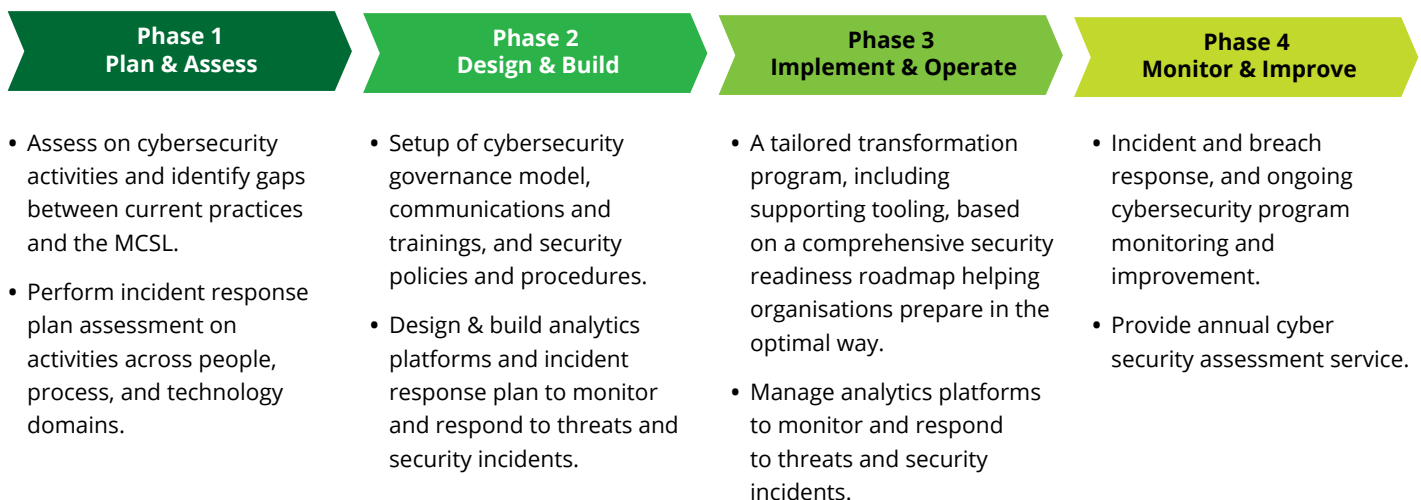 Phase 1
Plan & Assess
• Assess on cybersecurity
activities and identify gaps
between current practices
and the MCSL.
• Perform incident response
plan assessment on
activities across people,
process, and technology
domains.
Phase 2
Design & Build
• Setup of cybersecurity
governance model,
communications and
trainings, and security
policies and procedures.
• Design & build analytics
platforms and incident
response plan to monitor
and respond to threats and
security incidents.
Phase 3
Implement & Operate
• A tailored transformation
program, including
supporting tooling, based
on a comprehensive security
readiness roadmap helping
organisations prepare in the
optimal way.
• Manage analytics platforms
to monitor and respond
to threats and security
incidents.
Phase 4
Monitor & Improve
• Incident and breach
response, and ongoing
cybersecurity program
monitoring and
improvement.
• Provide annual cyber
security assessment service.